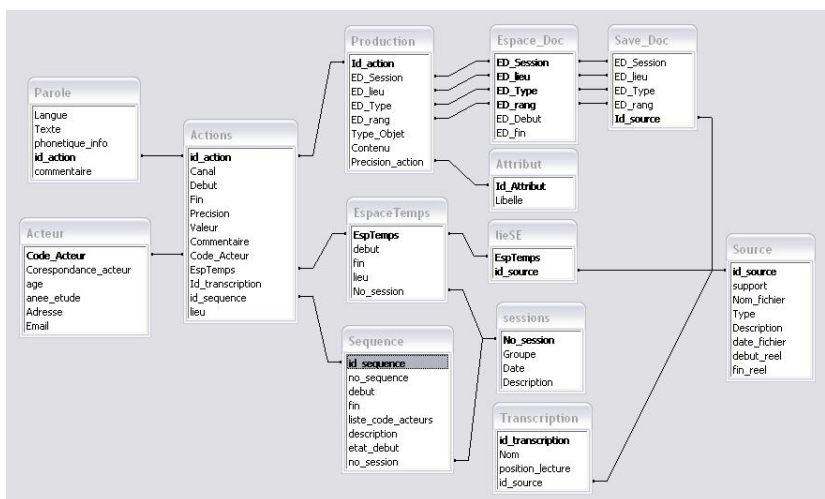 Parole
Langue
Texte
phonetique_info
id_action
commentaire
Acteur
Code_Acteur
Corespondance_acteur
age
anee_etude
Adresse
Email
Actions
id_action
Canal
Debut
Fin
Precision
Valeur
Commentaire
Code_Acteur
EspTemps
Id_transcription
id_sequence
lieu
Production
Id_action
ED_Session
ED_lieu
ED_Type
ED_rang
Type_Objet
Contenu
Precision_action
EspaceTemps
EspTemps
debut
fin
lieu
No_session
Sequence
id_sequence
no_sequence
debut
fin
liste_code_acteurs
description
etat_debut
no_session
Espace_Doc
ED_Session
ED_lieu
ED_Type
ED_rang
ED_Debut
ED_fin
Attribut
Id_Attribut
Libelle
lieSE
EspTemps
id_source
sessions
No_session
Groupe
Date
Description
Transcription
id_transcription
Nom
position_lecture
id_source
Save_Doc
ED_Session
ED_lieu
ED_Type
ED_rang
Id_source
Source
id_source
support
Nom_fichier
Type
Description
date_fichier
debut_reel
fin_reel